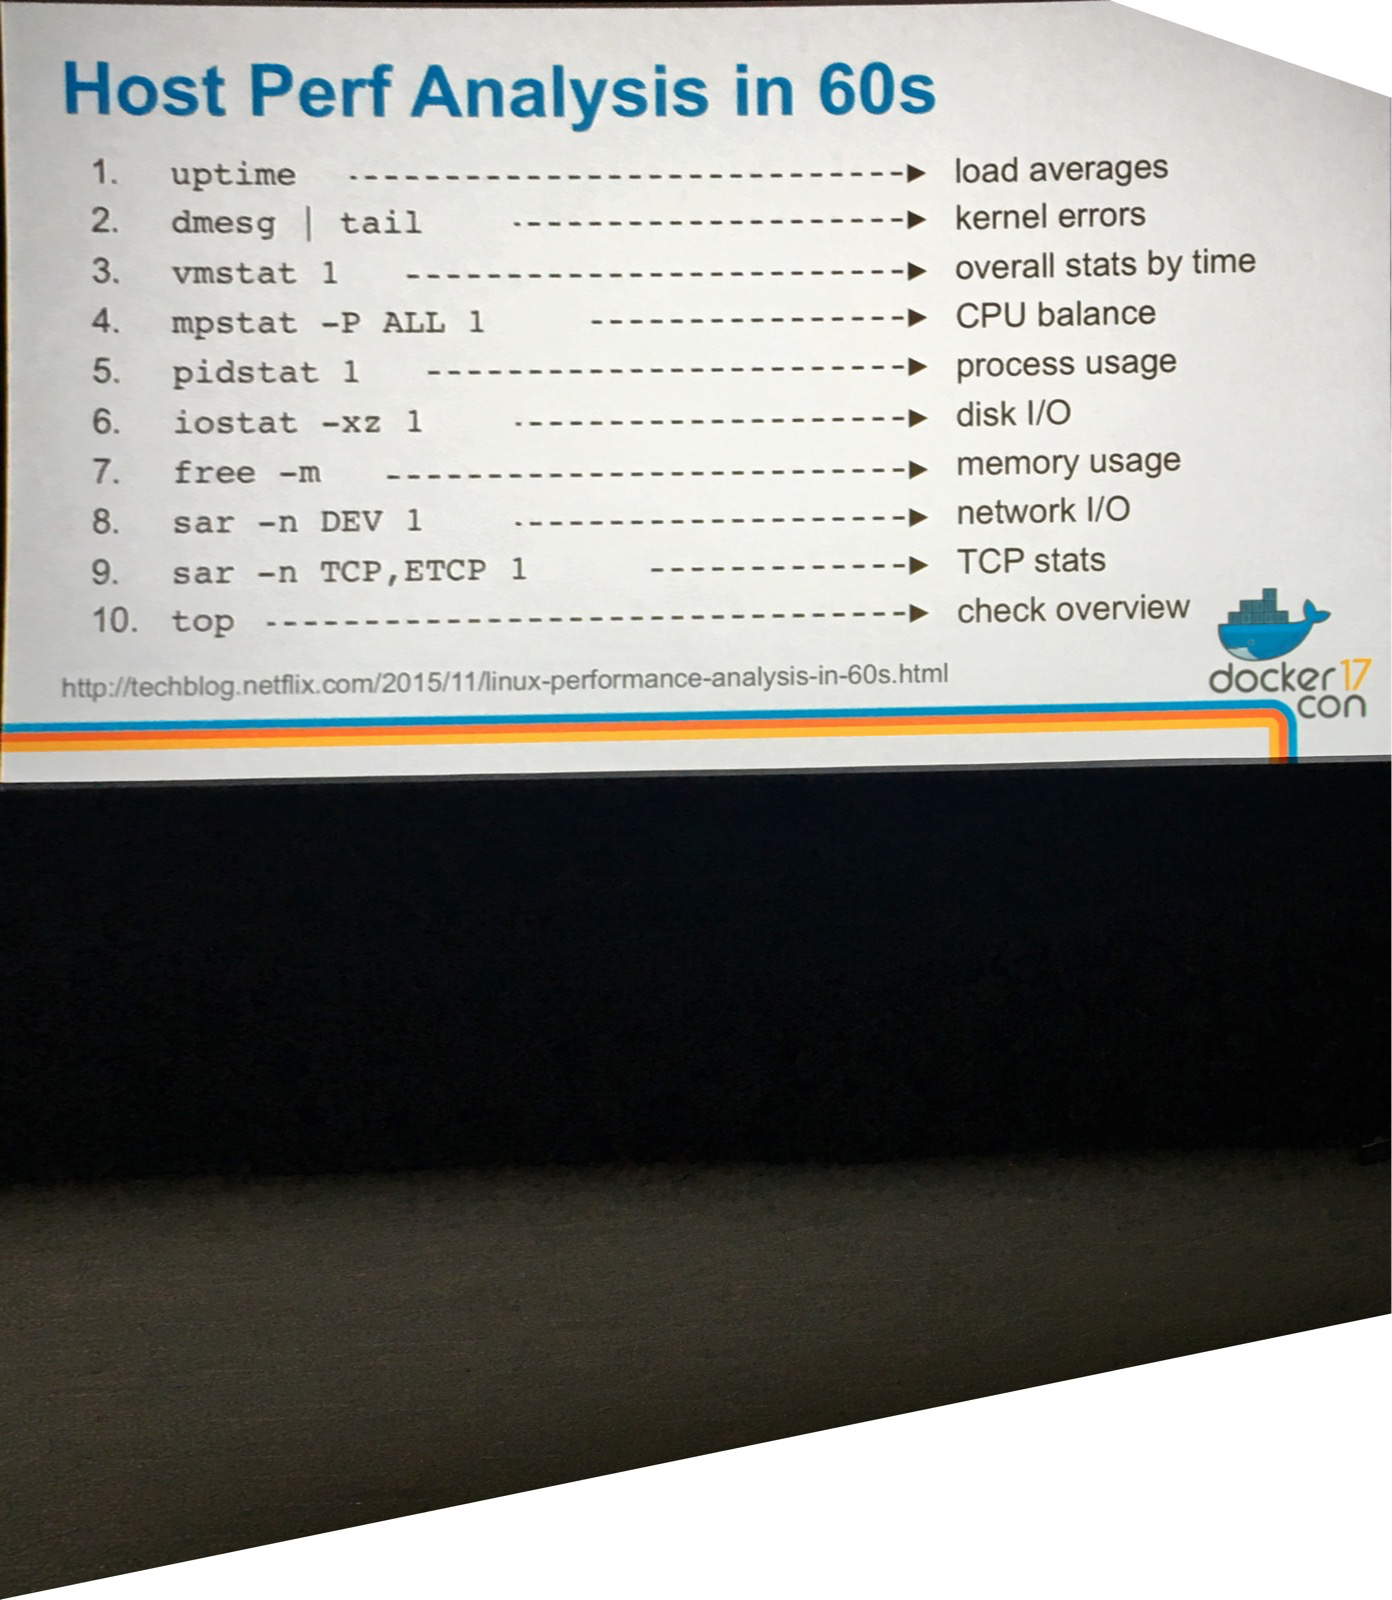 Host Perf Analysis in 60s
1. uptime load averages
2. dmesg | tail kernel errors
3. vmstat 1 overall stats by time
4. mpstat -P ALL 1 CPU balance
5. pidstat 1 process usage
6. iostat -xz 1 disk I/O
7. free -m memory usage
8. sar -n DEV 1 network I/O
9. sar -n TCP,ETCP 1 TCP stats
10. top check overview
http://techblog.netflix.com/2015/11/linux-performance-analysis-in-60s.html
docker 17
con